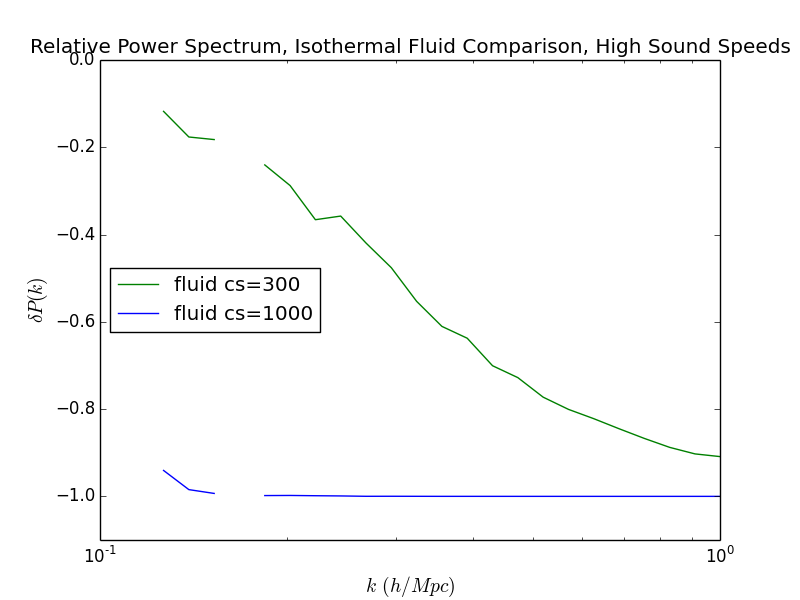 Relative Power Spectrum, Isothermal Fluid Comparison, High Sound Speeds
0.0
−0.2
−0.4
−0.6
−0.8
−1.0
δP(k)
fluid cs=300
fluid cs=1000
10^{-1}
10^{0}
k (h/Mpc)